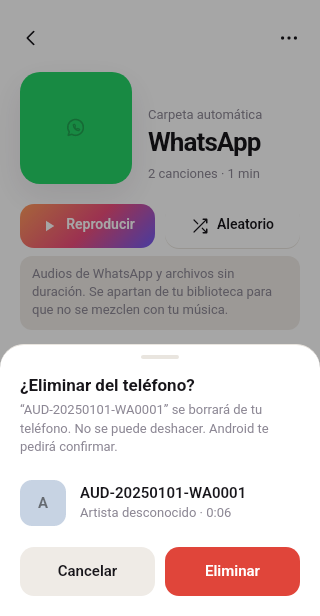 Carpeta automática
WhatsApp
2 canciones · 1 min
Reproducir
Aleatorio
Audios de WhatsApp y archivos sin
duración. Se apartan de tu biblioteca para
que no se mezclen con tu música.
¿Eliminar del teléfono?
“AUD-20250101-WA0001” se borrará de tu
teléfono. No se puede deshacer. Android te
pedirá confirmar.
A
AUD-20250101-WA0001
Artista desconocido · 0:06
Cancelar
Eliminar